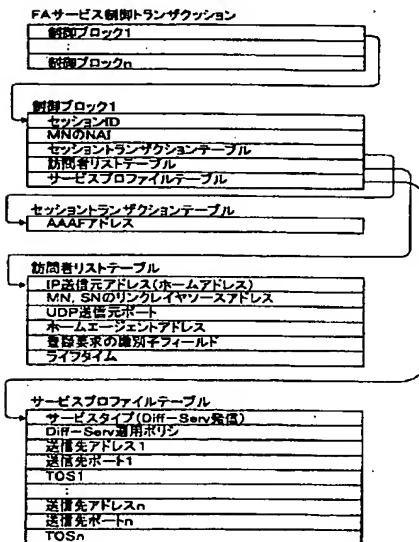 FAサービス制御トランザクッション
制御ブロック1
:
制御ブロックn
制御ブロック1
セッションID
MNのNAI
セッショントランザクションテーブル
訪問者リストテーブル
サービスプロファイルテーブル
セッショントランザクションテーブル
AAAFアドレス
訪問者リストテーブル
IP送信元アドレス(ホームアドレス)
MN, SNのリンクレイヤソースアドレス
UDP送信元ポート
ホームエージェントアドレス
登録要求の識別子フィールド
ライフタイム
サービスプロファイルテーブル
サービスタイプ(Diff-Serv発信)
Diff-Serv適用ポリシ
送信先アドレス1
送信先ポート1
TOS1
:
送信先アドレスn
送信先ポートn
TOSn